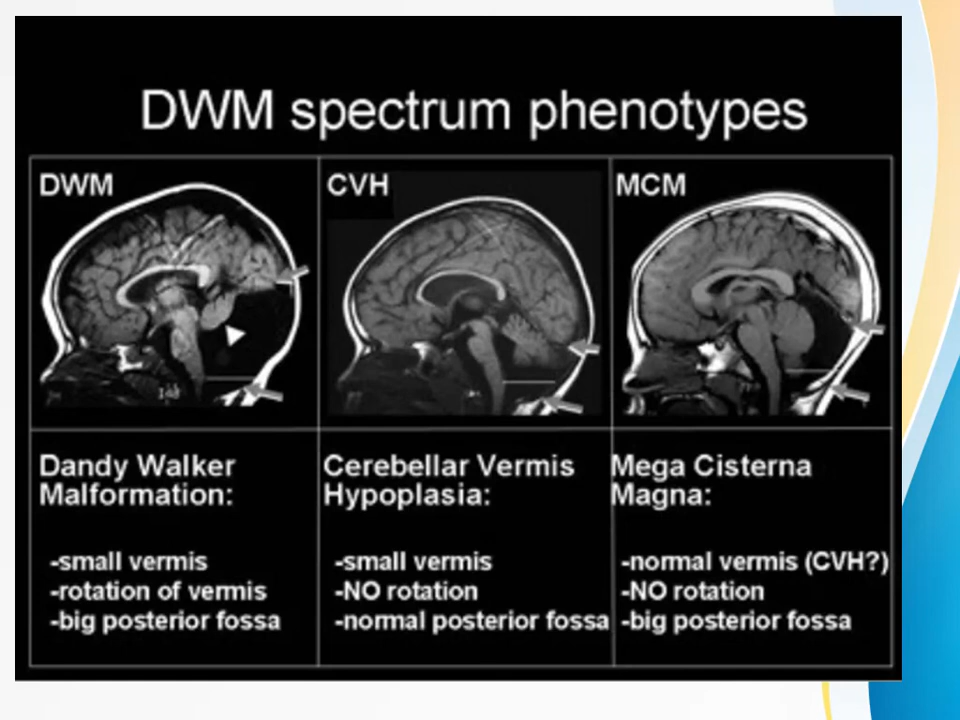 DWM spectrum phenotypes
DWM
CVH
MCM
Dandy Walker
Malformation:
-small vermis
-rotation of vermis
-big posterior fossa
Cerebellar Vermis
Hypoplasia:
-small vermis
-NO rotation
-normal posterior fossa
Mega Cisterna
Magna:
-normal vermis (CVH?)
-NO rotation
-big posterior fossa